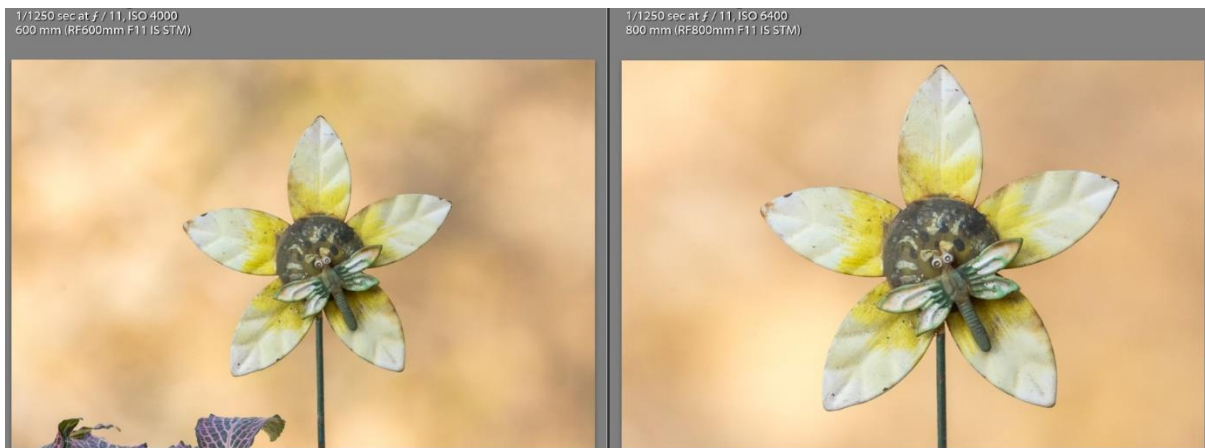 1/1250 sec at ƒ / 11, ISO 4000
600 mm (RF600mm F11 IS STM)
1/1250 sec at ƒ / 11, ISO 6400
800 mm (RF800mm F11 IS STM)